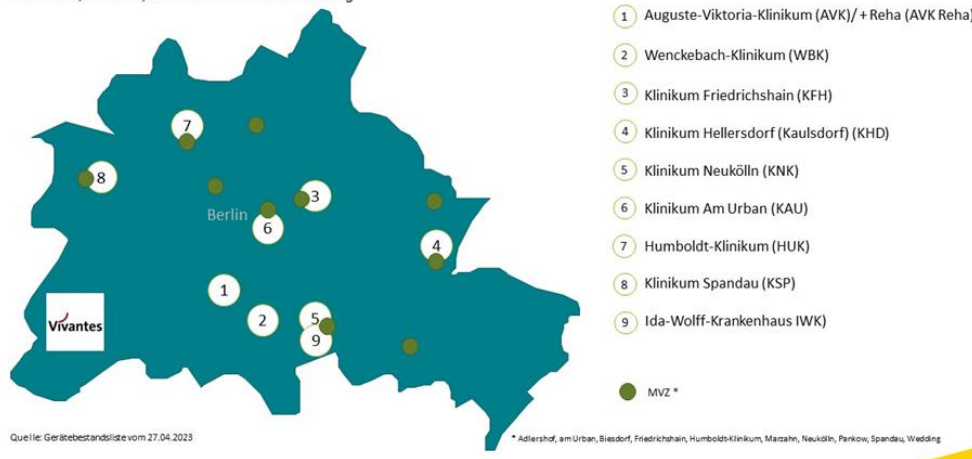 1 Auguste-Viktoria-Klinikum (AVK)/ + Reha (AVK Reha)
2 Wenckebach-Klinikum (WBK)
3 Klinikum Friedrichshain (KFH)
4 Klinikum Hellersdorf (Kaulsdorf) (KHD)
5 Klinikum Neukölln (KNK)
6 Klinikum Am Urban (KAU)
7 Humboldt-Klinikum (HUK)
8 Klinikum Spandau (KSP)
9 Ida-Wolff-Krankenhaus IWK)
MVZ *
7
8
3
Berlin
6
4
1
2
5
9
Vivantes
Quelle: Gerätebestandsliste vom 27.04.2023
* Adlershof, am Urban, Biesdorf, Friedrichshain, Humboldt-Klinikum, Marzahn, Neukölln, Pankow, Spandau, Wedding